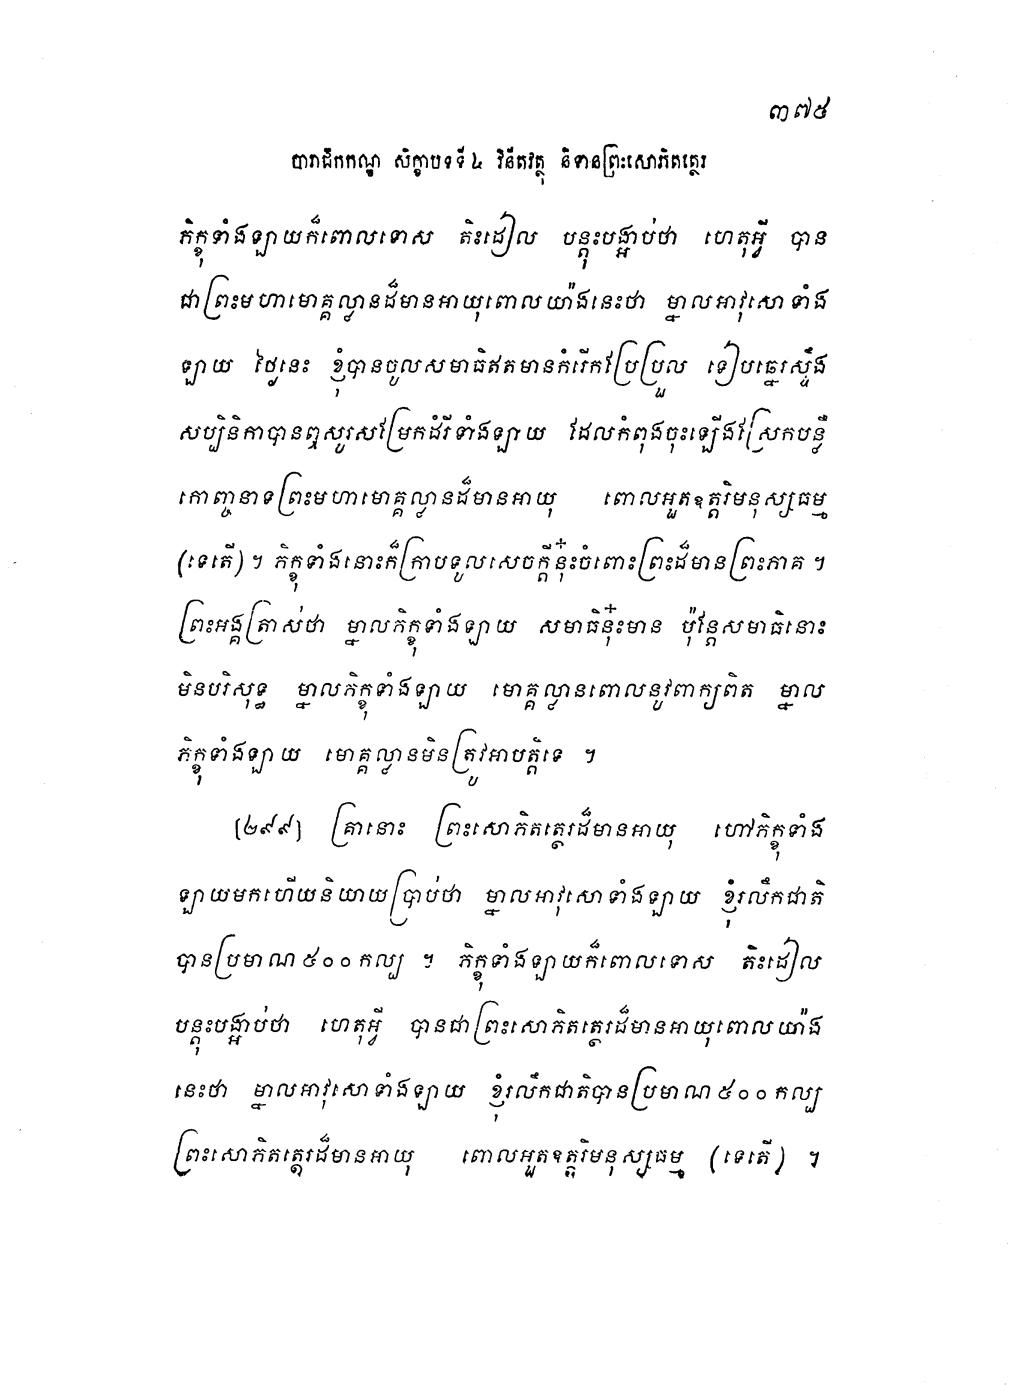 ៣៧៥
បារាជិកកណ្ឌ សិក្ខាបទទី ៤ វិនីតវត្ថុ និទានព្រះសោភិតត្ថេរ
ភិក្ខុទាំងឡាយក៏ពោលទោស តិះដៀល បន្តុះបង្អាប់ថា ហេតុអ្វី បាន
ជាព្រះមហាមោគ្គល្លានដ៏មានអាយុពោលយ៉ាងនេះថា ម្នាលអាវុសោទាំង
ឡាយ ថ្ងៃនេះ ខ្ញុំបានចូលសមាធិឥតមានកំរើកប្រែប្រួល ទៀបឆ្នេរស្ទឹង
សប្បិនិកាបានឮសូរសម្រែកដំរីទាំងឡាយ ដែលកំពុងចុះឡើងស្រែកបន្លឺ
កោញ្ចនាទព្រះមហាមោគ្គល្លានដ៏មានអាយុ ពោលអួតឧត្តរិមនុស្សធម្ម
(ទេតើ) ។ ភិក្ខុទាំងនោះក៏ក្រាបទូលសេចក្តីនុ៎ះចំពោះព្រះដ៏មានព្រះភាគ ។
ព្រះអង្គត្រាស់ថា ម្នាលភិក្ខុទាំងឡាយ សមាធិនុ៎ះមាន ប៉ុន្តែសមាធិនោះ
មិនបរិសុទ្ធ ម្នាលភិក្ខុទាំងឡាយ មោគ្គល្លានពោលនូវពាក្យពិត ម្នាល
ភិក្ខុទាំងឡាយ មោគ្គល្លានមិនត្រូវអាបត្តិទេ ។
[២៩៩] គ្រានោះ ព្រះសោភិតត្ថេរដ៏មានអាយុ ហៅភិក្ខុទាំង
ឡាយមកហើយនិយាយប្រាប់ថា ម្នាលអាវុសោទាំងឡាយ ខ្ញុំរលឹកជាតិ
បានប្រមាណ ៥០០ កល្ប ។ ភិក្ខុទាំងឡាយក៏ពោលទោស តិះដៀល
បន្តុះបង្អាប់ថា ហេតុអ្វី បានជាព្រះសោភិតត្ថេរដ៏មានអាយុពោលយ៉ាង
នេះថា ម្នាលអាវុសោទាំងឡាយ ខ្ញុំរលឹកជាតិបានប្រមាណ ៥០០ កល្ប
ព្រះសោភិតត្ថេរដ៏មានអាយុ ពោលអួតឧត្តរិមនុស្សធម្ម (ទេតើ) ។